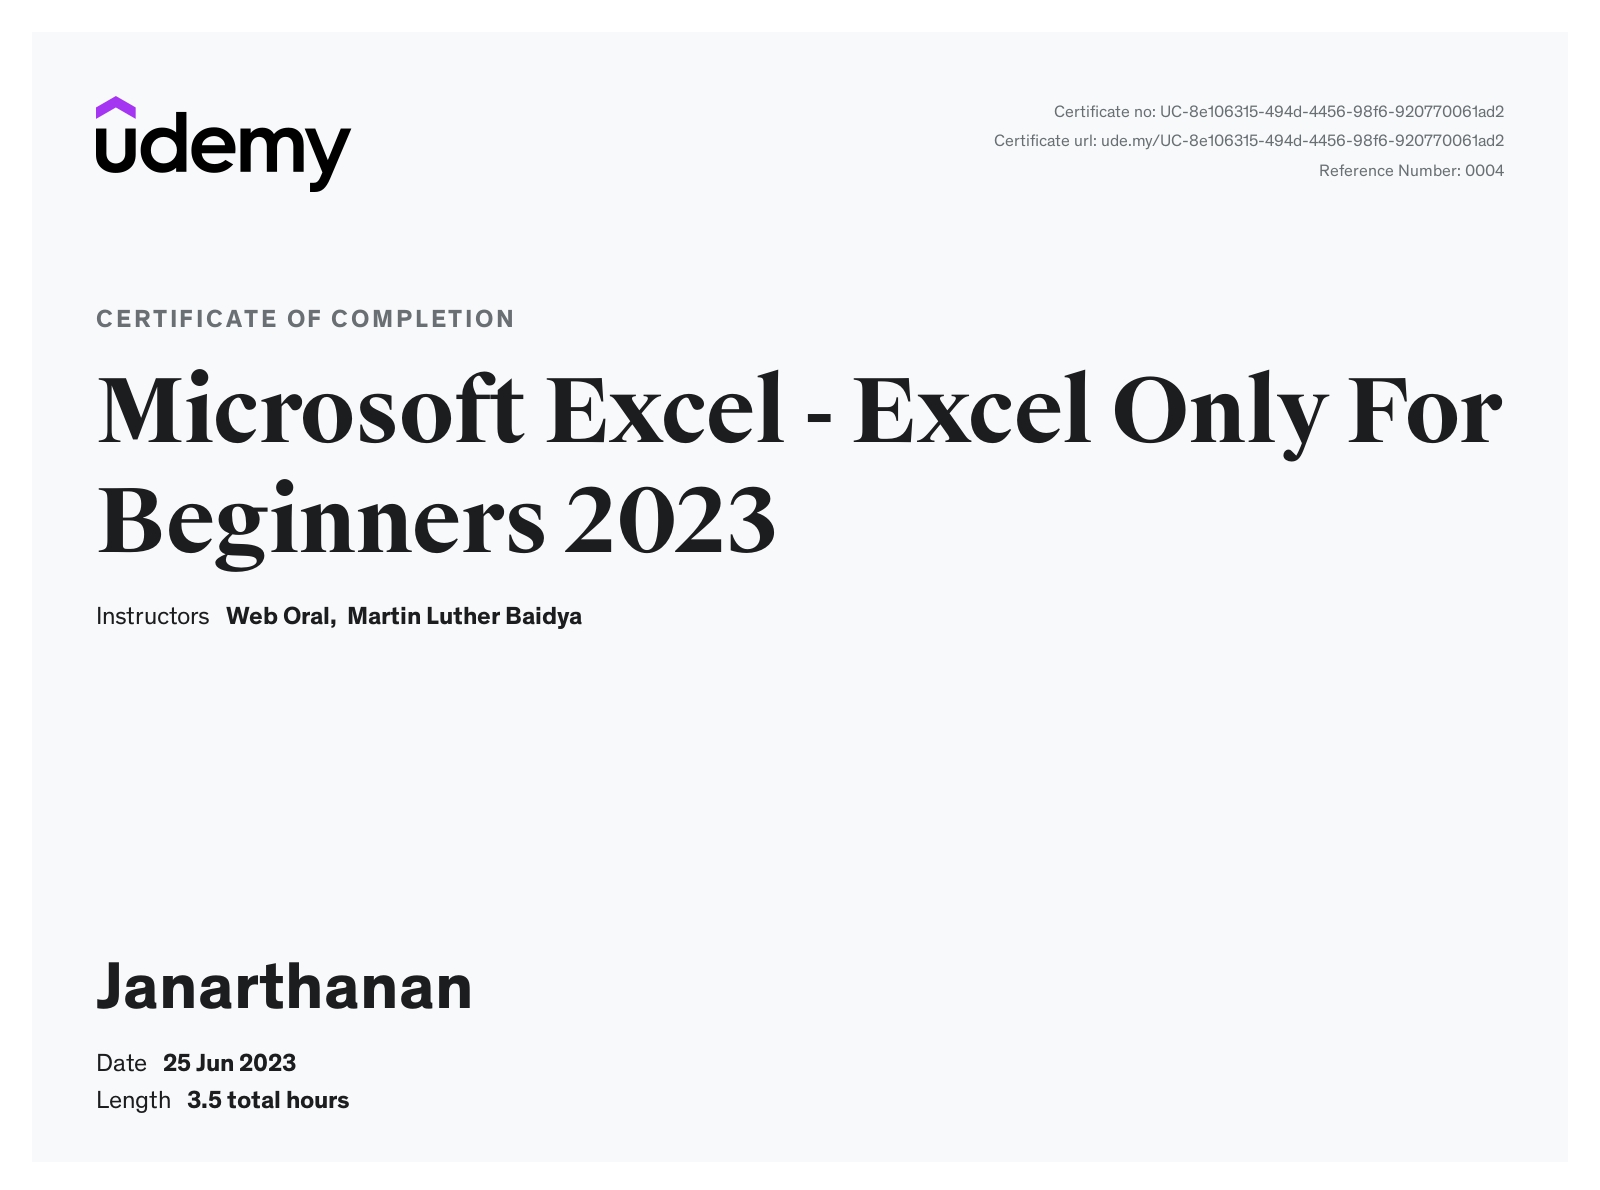 udemy
Certificate no: UC-8e106315-494d-4456-98f6-920770061ad2
Certificate url: ude.my/UC-8e106315-494d-4456-98f6-920770061ad2
Reference Number: 0004
CERTIFICATE OF COMPLETION
Microsoft Excel - Excel Only For
Beginners 2023
Instructors Web Oral, Martin Luther Baidya
Janarthanan
Date 25 Jun 2023
Length 3.5 total hours